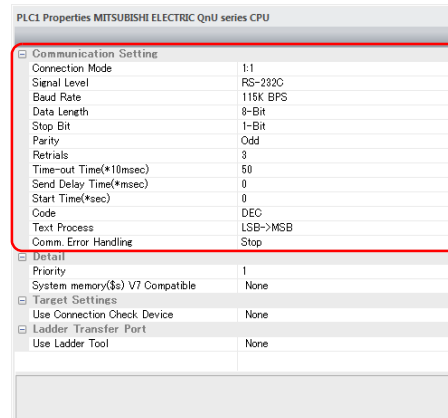 PLC1 Properties MITSUBISHI ELECTRIC QnU series CPU
Communication Setting
Connection Mode 1:1
Signal Level RS-232C
Baud Rate 115K BPS
Data Length 8-Bit
Stop Bit 1-Bit
Parity Odd
Retrials 3
Time-out Time(*10msec) 50
Send Delay Time(*msec) 0
Start Time(*sec) 0
Code DEC
Text Process LSB->MSB
Comm. Error Handling Stop
Detail
Priority 1
System memory($s) V7 Compatible None
Target Settings
Use Connection Check Device None
Ladder Transfer Port
Use Ladder Tool None